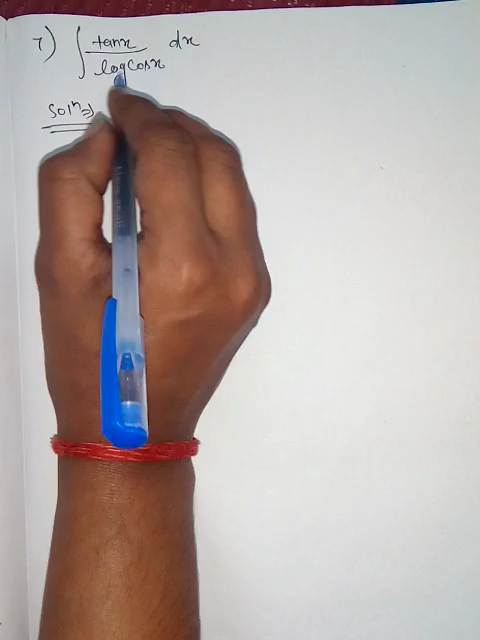 7) ∫ tanx / logcosx dx
Solⁿ⇒